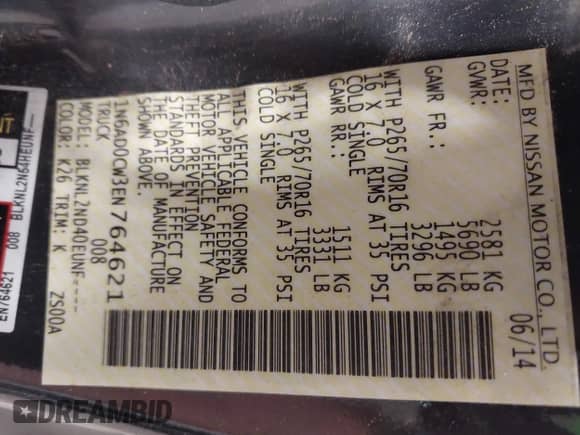 MFD BY NISSAN MOTOR CO., LTD.
DATE: 06/14
GVWR: 2581 KG
5690 LB
GAWR FR.: 1495 KG
3296 LB
WITH P265/70R16 TIRES
16 X 7.0 RIMS AT 35 PSI
COLD SINGLE
GAWR RR.: 1511 KG
3331 LB
WITH P265/70R16 TIRES
16 X 7.0 RIMS AT 35 PSI
COLD SINGLE
THIS VEHICLE CONFORMS TO
ALL APPLICABLE FEDERAL
MOTOR VEHICLE SAFETY AND
THEFT PREVENTION
STANDARDS IN EFFECT ON
THE DATE OF MANUFACTURE
SHOWN ABOVE.
1N6AD0CW3EN764621
TRUCK 008
MODEL: BLKNL2ND40EUNF----
COLOR: K26 TRIM: K ZS00A
EN764621 008 BLKNL2N64HEUNF
DREAMBID